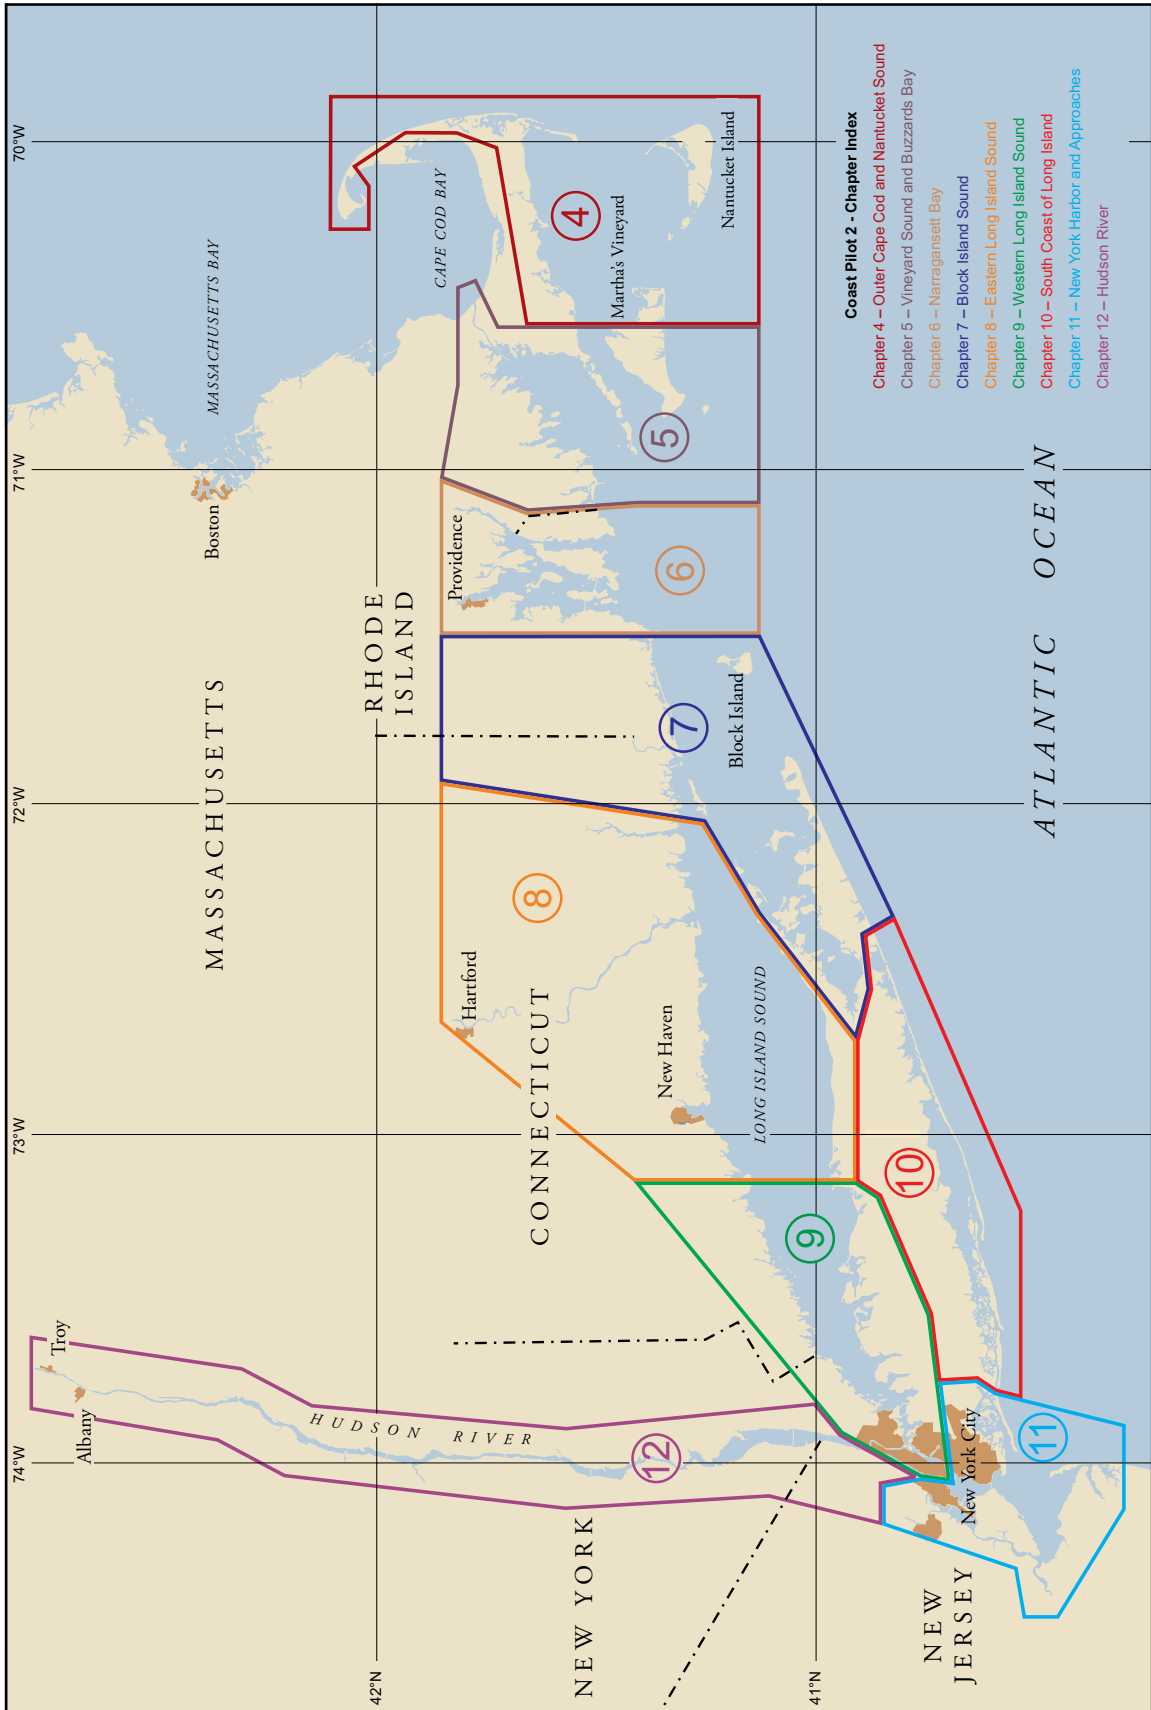 70°W
71°W
72°W
73°W
74°W
42°N
41°N
MASSACHUSETTS BAY
CAPE COD BAY
Boston
MASSACHUSETTS
RHODE
ISLAND
Providence
Martha's Vineyard
Nantucket Island
4
5
6
7
Block Island
8
Hartford
CONNECTICUT
New Haven
LONG ISLAND SOUND
9
10
ATLANTIC OCEAN
Troy
Albany
HUDSON RIVER
12
NEW YORK
New York City
11
NEW
JERSEY
Coast Pilot 2 - Chapter Index
Chapter 4 – Outer Cape Cod and Nantucket Sound
Chapter 5 – Vineyard Sound and Buzzards Bay
Chapter 6 – Narragansett Bay
Chapter 7 – Block Island Sound
Chapter 8 – Eastern Long Island Sound
Chapter 9 – Western Long Island Sound
Chapter 10 – South Coast of Long Island
Chapter 11 – New York Harbor and Approaches
Chapter 12 – Hudson River